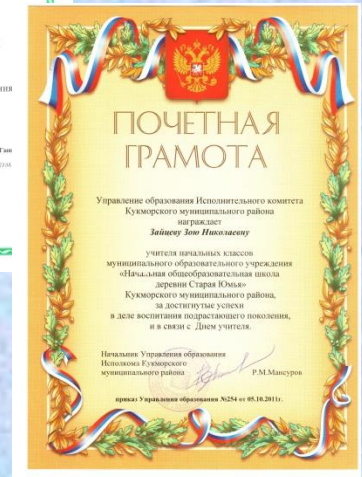 ния
Гаш
ПОЧЕТНАЯ
ГРАМОТА
Управление образования Исполнительного комитета
Кукморского муниципального района
награждает
Зайцеву Зою Николаевну
учителя начальных классов
муниципального образовательного учреждения
«Начальная общеобразовательная школа
деревни Старая Юмья»
Кукморского муниципального района,
за достигнутые успехи
в деле воспитания подрастающего поколения,
и в связи с Днем учителя.
Начальник Управления образования
Исполкома Кукморского
муниципального района Р.М.Мансуров
приказ Управления образования №254 от 05.10.2011г.